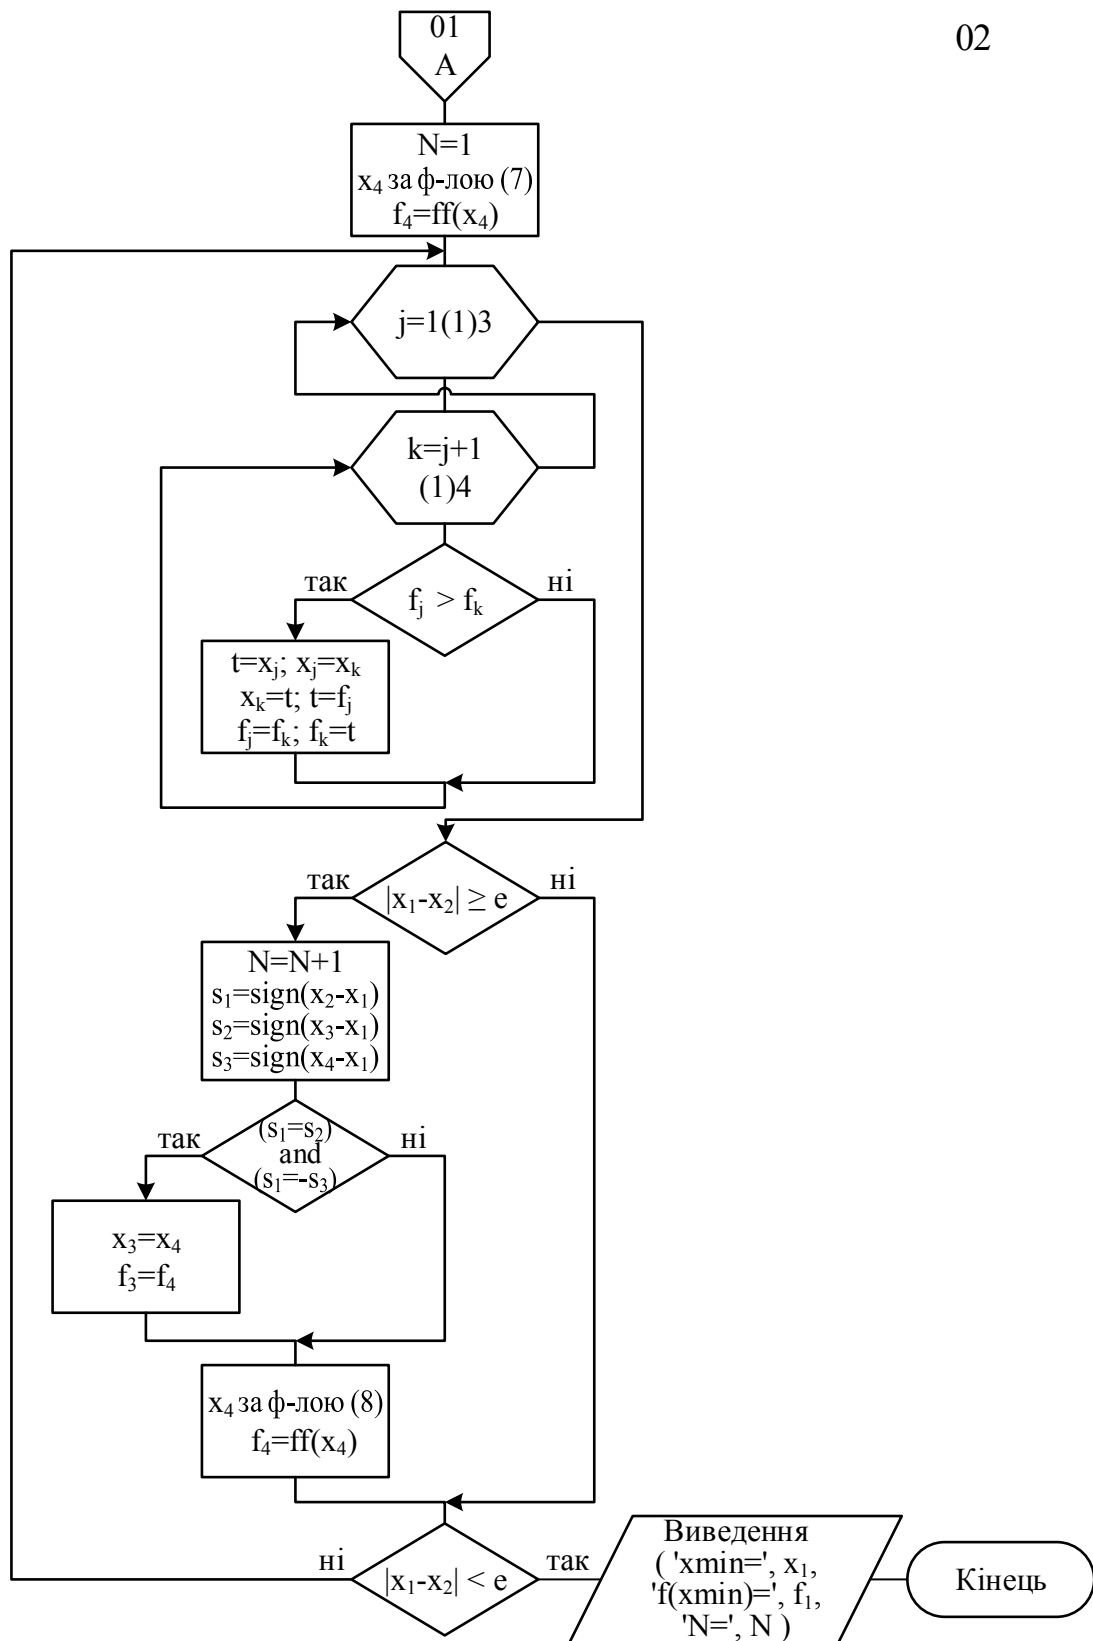 01
A
02
N=1
x₄ за ф-лою (7)
f₄=ff(x₄)
j=1(1)3
k=j+1
(1)4
так
ні
fⱼ > fₖ
t=xⱼ; xⱼ=xₖ
xₖ=t; t=fⱼ
fⱼ=fₖ; fₖ=t
так
ні
|x₁-x₂| ≥ e
N=N+1
s₁=sign(x₂-x₁)
s₂=sign(x₃-x₁)
s₃=sign(x₄-x₁)
так
ні
(s₁=s₂)
and
(s₁=-s₃)
x₃=x₄
f₃=f₄
x₄ за ф-лою (8)
f₄=ff(x₄)
ні
так
|x₁-x₂| < e
Виведення
( 'xmin=', x₁,
'f(xmin)=', f₁,
'N=', N )
Кінець